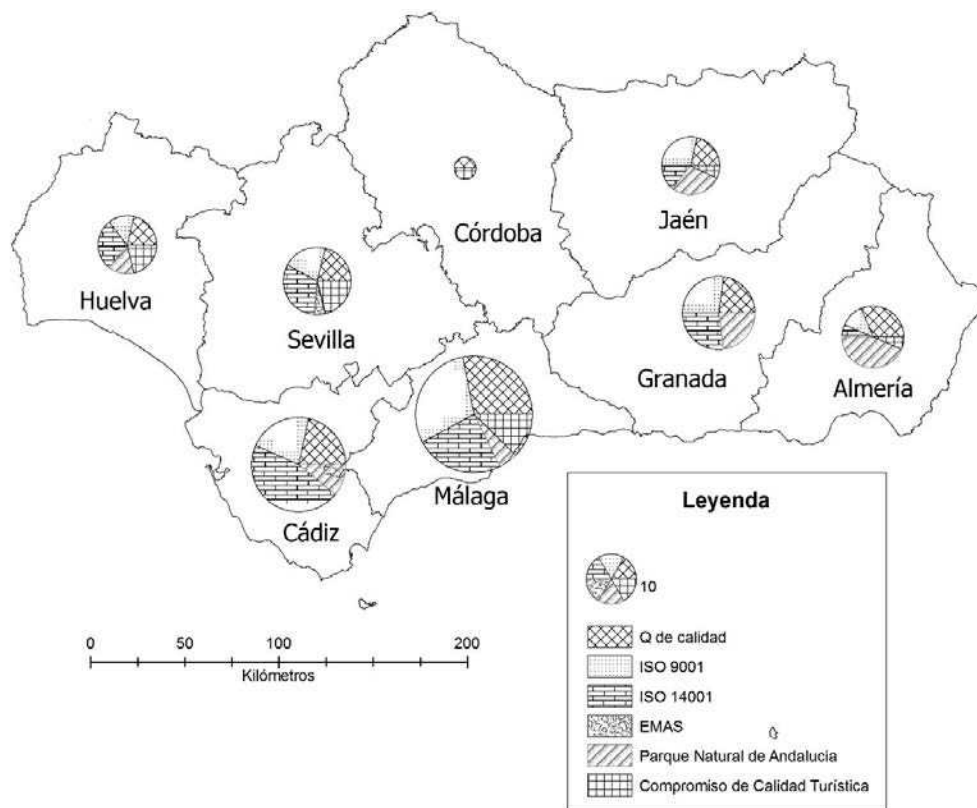 Córdoba
Jaén
Huelva
Sevilla
Granada
Almería
Málaga
Cádiz
Leyenda
10
Q de calidad
ISO 9001
ISO 14001
EMAS
Parque Natural de Andalucia
Compromiso de Calidad Turística
0 50 100 200
Kilómetros